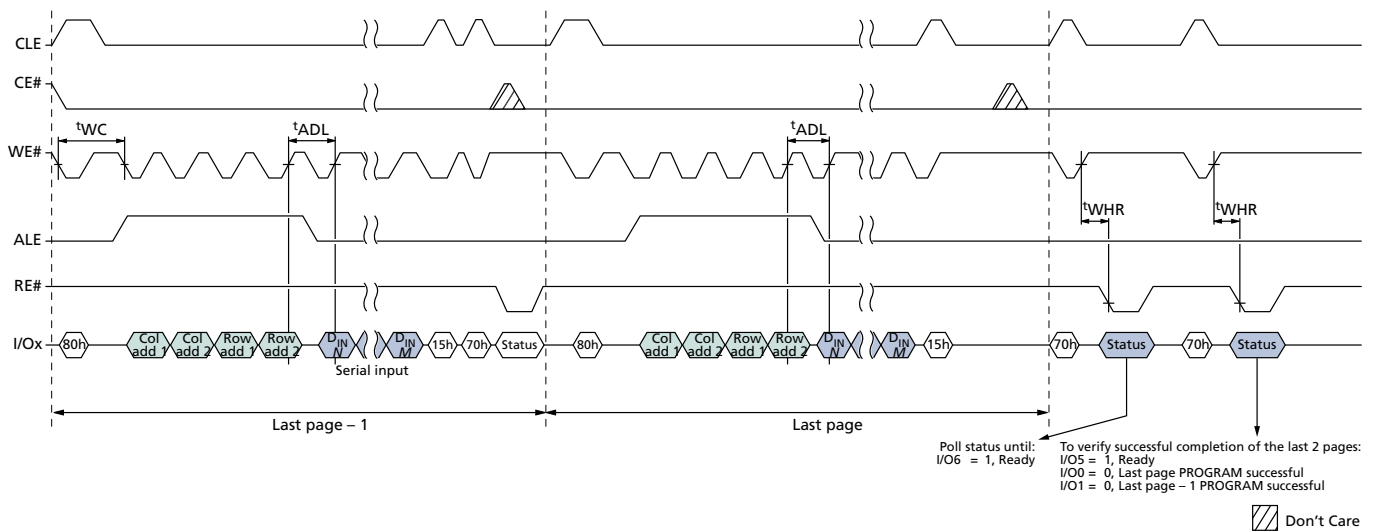 CLE
CE#
tWC
tADL
tADL
WE#
tWHR
tWHR
ALE
RE#
I/Ox
80h
Col add 1
Col add 2
Row add 1
Row add 2
DIN N
DIN M
15h
70h
Status
80h
Col add 1
Col add 2
Row add 1
Row add 2
DIN N
DIN M
15h
70h
Status
70h
Status
Serial input
Last page – 1
Last page
Poll status until:
I/O6 = 1, Ready
To verify successful completion of the last 2 pages:
I/O5 = 1, Ready
I/O0 = 0, Last page PROGRAM successful
I/O1 = 0, Last page – 1 PROGRAM successful
Don't Care